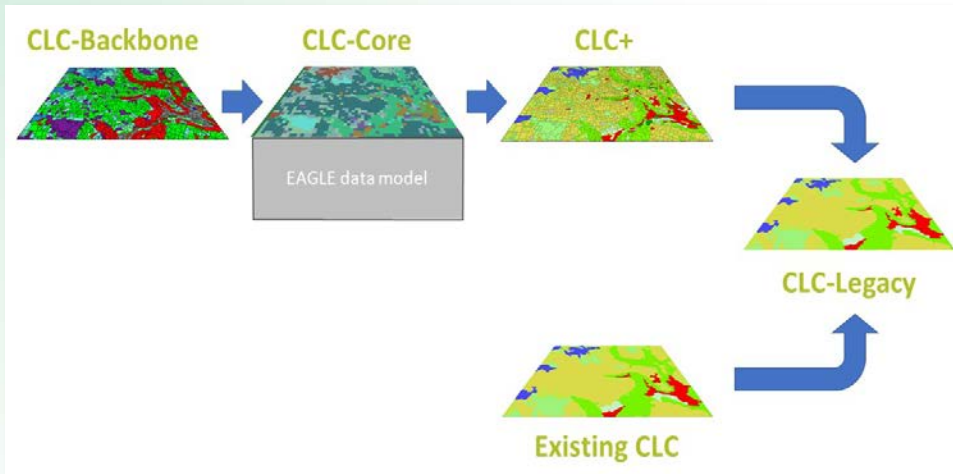 CLC-Backbone
CLC-Core
CLC+
EAGLE data model
CLC-Legacy
Existing CLC